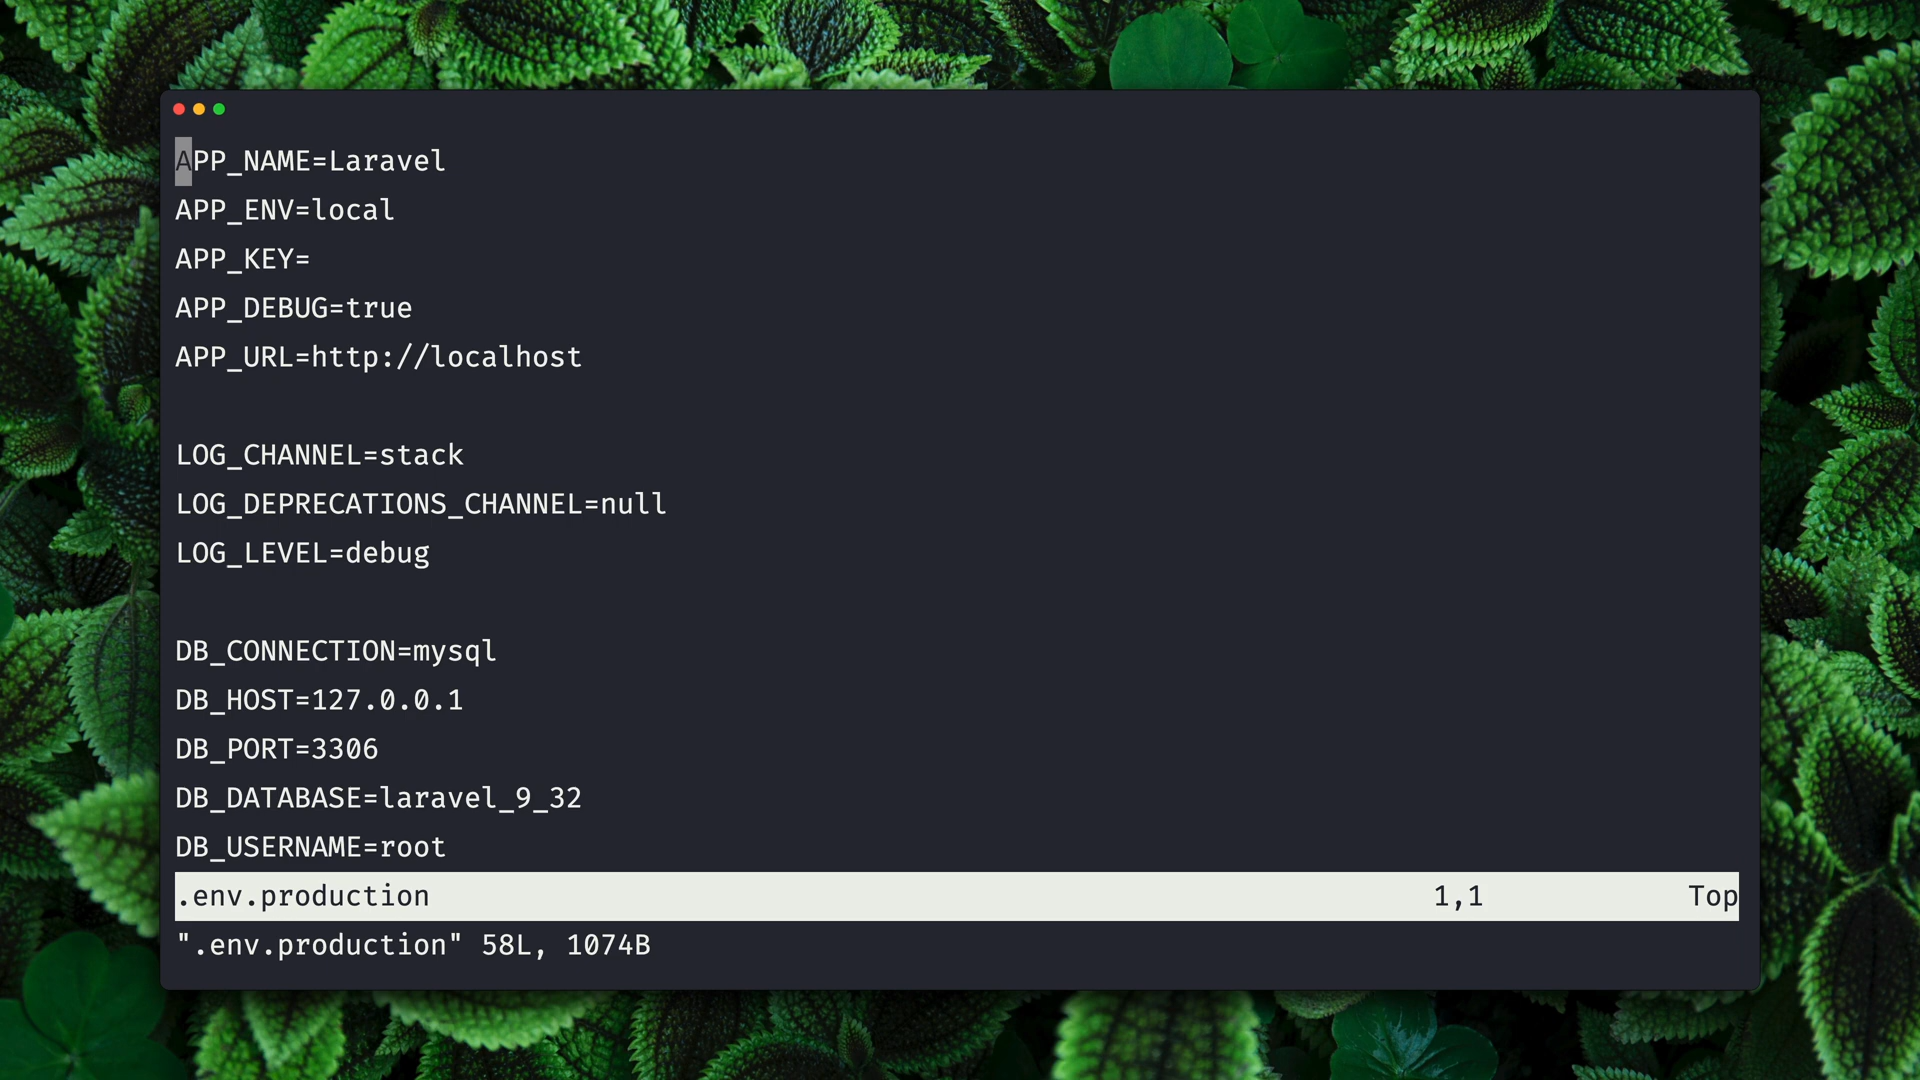 APP_NAME=Laravel
APP_ENV=local
APP_KEY=
APP_DEBUG=true
APP_URL=http://localhost
LOG_CHANNEL=stack
LOG_DEPRECATIONS_CHANNEL=null
LOG_LEVEL=debug
DB_CONNECTION=mysql
DB_HOST=127.0.0.1
DB_PORT=3306
DB_DATABASE=laravel_9_32
DB_USERNAME=root
.env.production 1,1 Top
".env.production" 58L, 1074B